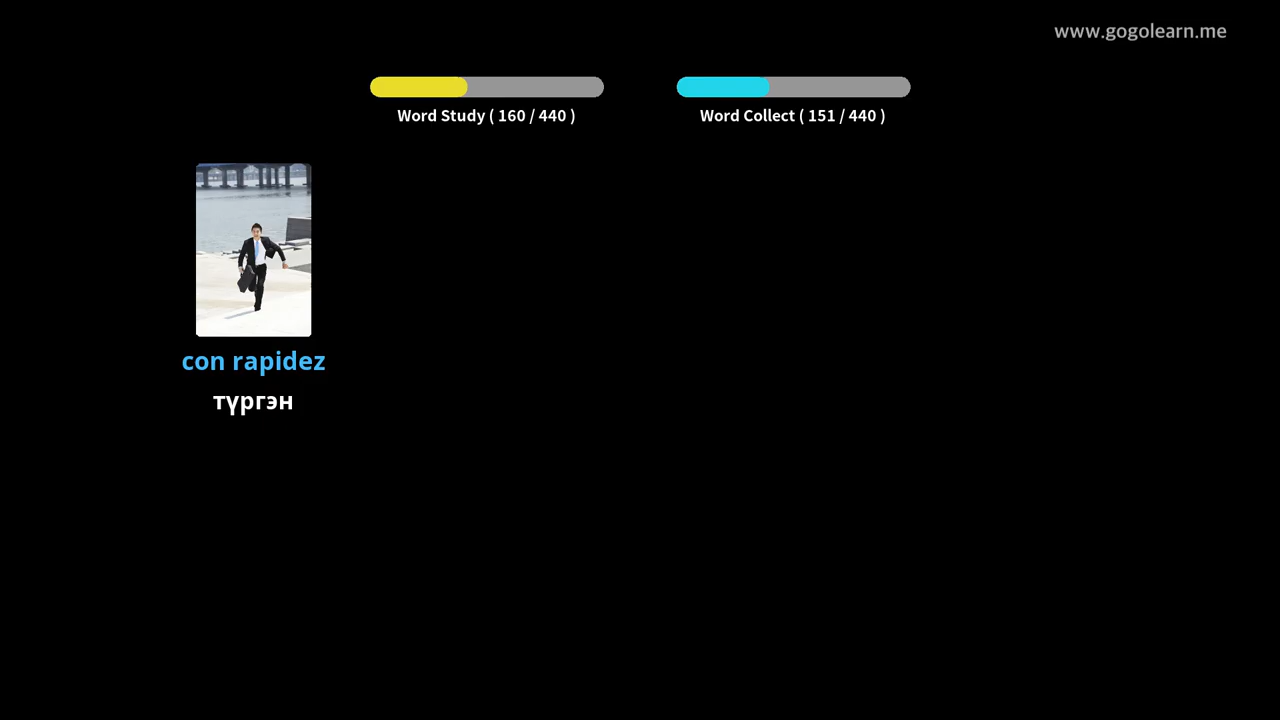 www.gogolearn.me
Word Study ( 160 / 440 )
Word Collect ( 151 / 440 )
con rapidez
түргэн